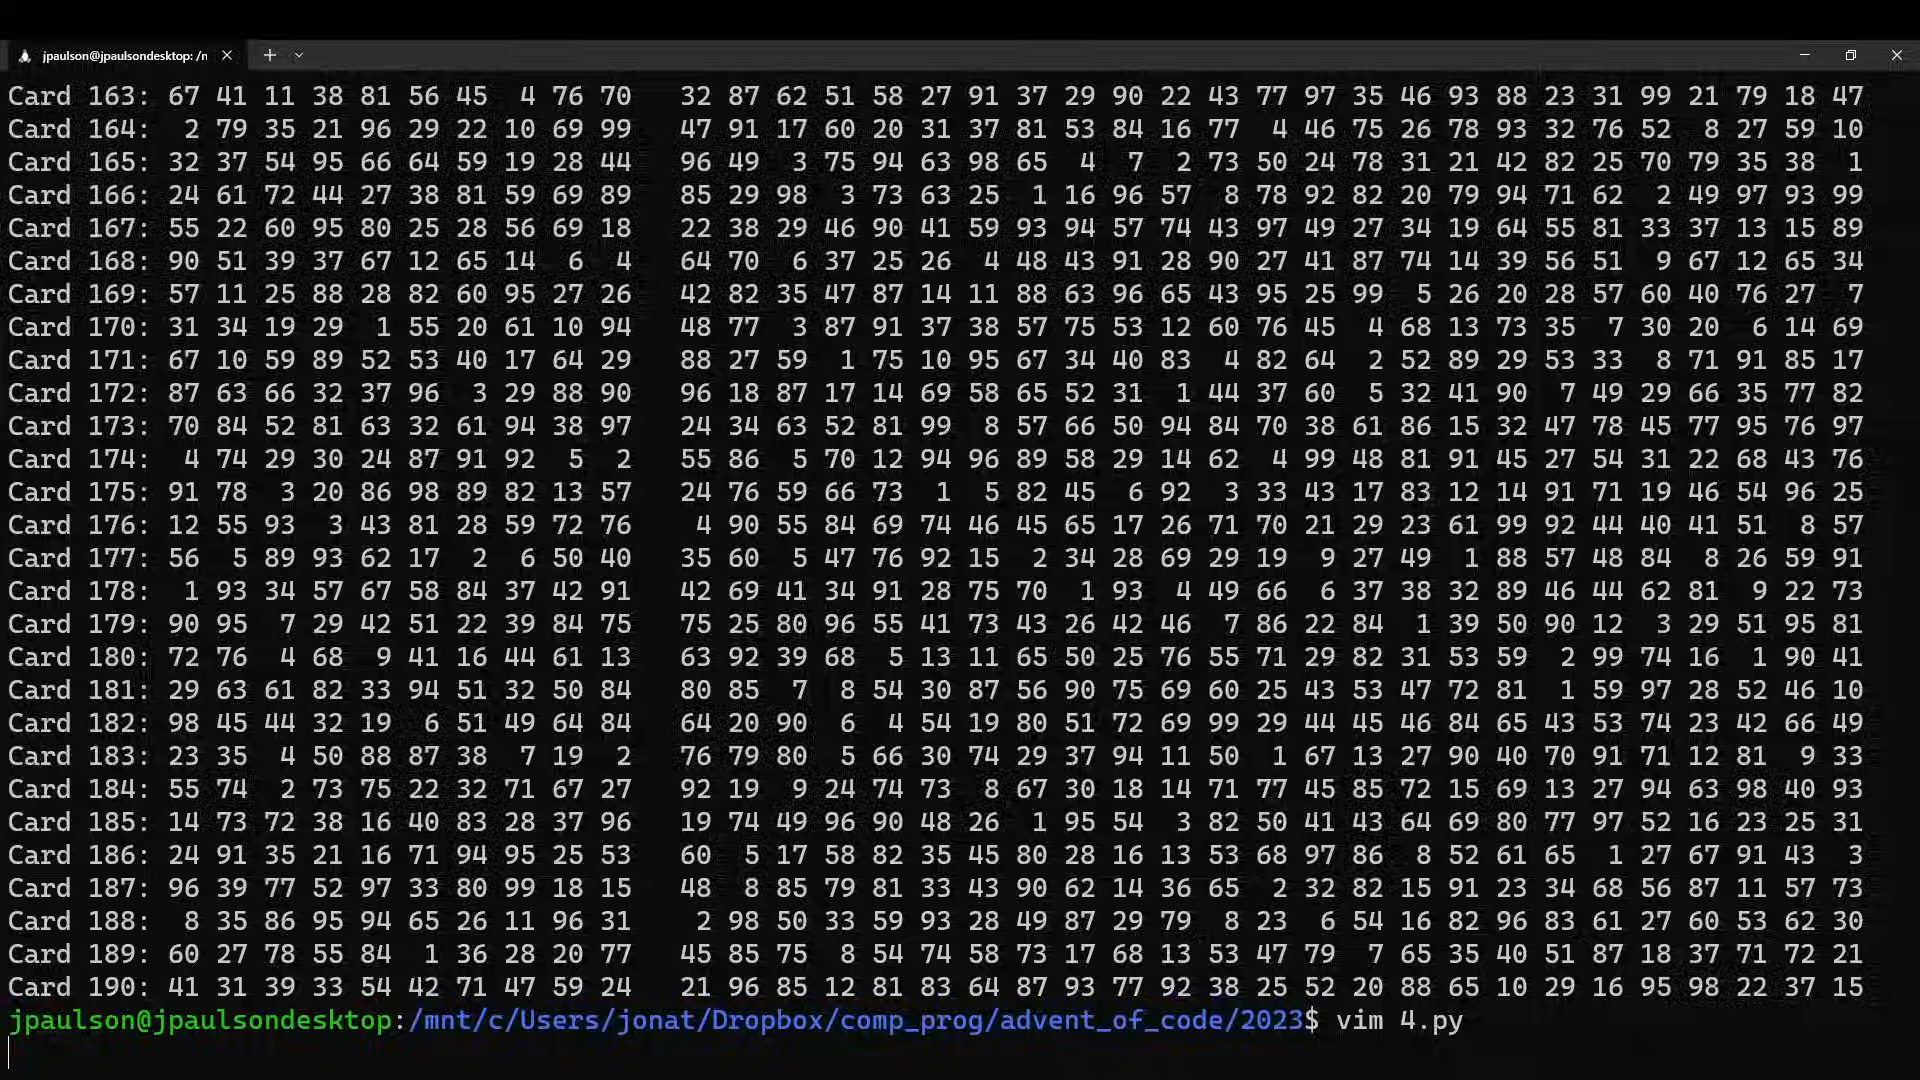 jpaulson@jpaulsondesktop: /n
Card 163: 67 41 11 38 81 56 45  4 76 70   32 87 62 51 58 27 91 37 29 90 22 43 77 97 35 46 93 88 23 31 99 21 79 18 47
Card 164:  2 79 35 21 96 29 22 10 69 99   47 91 17 60 20 31 37 81 53 84 16 77  4 46 75 26 78 93 32 76 52  8 27 59 10
Card 165: 32 37 54 95 66 64 59 19 28 44   96 49  3 75 94 63 98 65  4  7  2 73 50 24 78 31 21 42 82 25 70 79 35 38  1
Card 166: 24 61 72 44 27 38 81 59 69 89   85 29 98  3 73 63 25  1 16 96 57  8 78 92 82 20 79 94 71 62  2 49 97 93 99
Card 167: 55 22 60 95 80 25 28 56 69 18   22 38 29 46 90 41 59 93 94 57 74 43 97 49 27 34 19 64 55 81 33 37 13 15 89
Card 168: 90 51 39 37 67 12 65 14  6  4   64 70  6 37 25 26  4 48 43 91 28 90 27 41 87 74 14 39 56 51  9 67 12 65 34
Card 169: 57 11 25 88 28 82 60 95 27 26   42 82 35 47 87 14 11 88 63 96 65 43 95 25 99  5 26 20 28 57 60 40 76 27  7
Card 170: 31 34 19 29  1 55 20 61 10 94   48 77  3 87 91 37 38 57 75 53 12 60 76 45  4 68 13 73 35  7 30 20  6 14 69
Card 171: 67 10 59 89 52 53 40 17 64 29   88 27 59  1 75 10 95 67 34 40 83  4 82 64  2 52 89 29 53 33  8 71 91 85 17
Card 172: 87 63 66 32 37 96  3 29 88 90   96 18 87 17 14 69 58 65 52 31  1 44 37 60  5 32 41 90  7 49 29 66 35 77 82
Card 173: 70 84 52 81 63 32 61 94 38 97   24 34 63 52 81 99  8 57 66 50 94 84 70 38 61 86 15 32 47 78 45 77 95 76 97
Card 174:  4 74 29 30 24 87 91 92  5  2   55 86  5 70 12 94 96 89 58 29 14 62  4 99 48 81 91 45 27 54 31 22 68 43 76
Card 175: 91 78  3 20 86 98 89 82 13 57   24 76 59 66 73  1  5 82 45  6 92  3 33 43 17 83 12 14 91 71 19 46 54 96 25
Card 176: 12 55 93  3 43 81 28 59 72 76    4 90 55 84 69 74 46 45 65 17 26 71 70 21 29 23 61 99 92 44 40 41 51  8 57
Card 177: 56  5 89 93 62 17  2  6 50 40   35 60  5 47 76 92 15  2 34 28 69 29 19  9 27 49  1 88 57 48 84  8 26 59 91
Card 178:  1 93 34 57 67 58 84 37 42 91   42 69 41 34 91 28 75 70  1 93  4 49 66  6 37 38 32 89 46 44 62 81  9 22 73
Card 179: 90 95  7 29 42 51 22 39 84 75   75 25 80 96 55 41 73 43 26 42 46  7 86 22 84  1 39 50 90 12  3 29 51 95 81
Card 180: 72 76  4 68  9 41 16 44 61 13   63 92 39 68  5 13 11 65 50 25 76 55 71 29 82 31 53 59  2 99 74 16  1 90 41
Card 181: 29 63 61 82 33 94 51 32 50 84   80 85  7  8 54 30 87 56 90 75 69 60 25 43 53 47 72 81  1 59 97 28 52 46 10
Card 182: 98 45 44 32 19  6 51 49 64 84   64 20 90  6  4 54 19 80 51 72 69 99 29 44 45 46 84 65 43 53 74 23 42 66 49
Card 183: 23 35  4 50 88 87 38  7 19  2   76 79 80  5 66 30 74 29 37 94 11 50  1 67 13 27 90 40 70 91 71 12 81  9 33
Card 184: 55 74  2 73 75 22 32 71 67 27   92 19  9 24 74 73  8 67 30 18 14 71 77 45 85 72 15 69 13 27 94 63 98 40 93
Card 185: 14 73 72 38 16 40 83 28 37 96   19 74 49 96 90 48 26  1 95 54  3 82 50 41 43 64 69 80 77 97 52 16 23 25 31
Card 186: 24 91 35 21 16 71 94 95 25 53   60  5 17 58 82 35 45 80 28 16 13 53 68 97 86  8 52 61 65  1 27 67 91 43  3
Card 187: 96 39 77 52 97 33 80 99 18 15   48  8 85 79 81 33 43 90 62 14 36 65  2 32 82 15 91 23 34 68 56 87 11 57 73
Card 188:  8 35 86 95 94 65 26 11 96 31    2 98 50 33 59 93 28 49 87 29 79  8 23  6 54 16 82 96 83 61 27 60 53 62 30
Card 189: 60 27 78 55 84  1 36 28 20 77   45 85 75  8 54 74 58 73 17 68 13 53 47 79  7 65 35 40 51 87 18 37 71 72 21
Card 190: 41 31 39 33 54 42 71 47 59 24   21 96 85 12 81 83 64 87 93 77 92 38 25 52 20 88 65 10 29 16 95 98 22 37 15
jpaulson@jpaulsondesktop:/mnt/c/Users/jonat/Dropbox/comp_prog/advent_of_code/2023$ vim 4.py